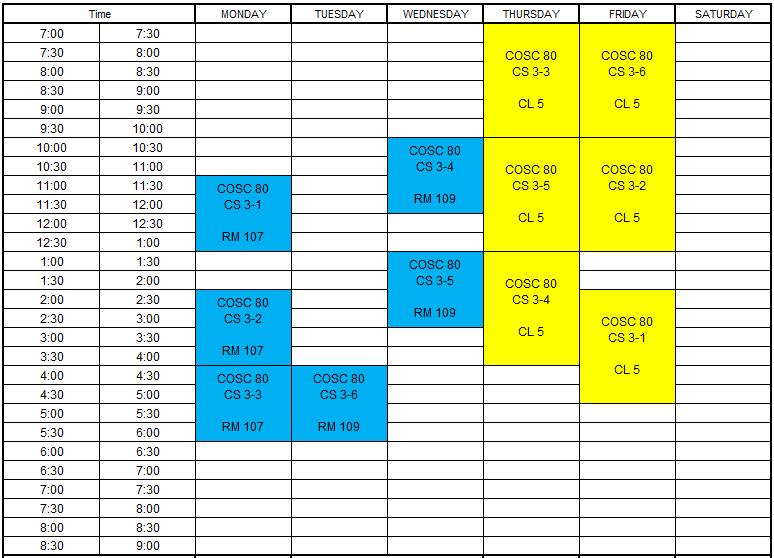 Time MONDAY TUESDAY WEDNESDAY THURSDAY FRIDAY SATURDAY
7:00 7:30
7:30 8:00
8:00 8:30
8:30 9:00
9:00 9:30
9:30 10:00
10:00 10:30
10:30 11:00
11:00 11:30
11:30 12:00
12:00 12:30
12:30 1:00
1:00 1:30
1:30 2:00
2:00 2:30
2:30 3:00
3:00 3:30
3:30 4:00
4:00 4:30
4:30 5:00
5:00 5:30
5:30 6:00
6:00 6:30
6:30 7:00
7:00 7:30
7:30 8:00
8:00 8:30
8:30 9:00
COSC 80
CS 3-1
RM 107
COSC 80
CS 3-2
RM 107
COSC 80
CS 3-3
RM 107
COSC 80
CS 3-6
RM 109
COSC 80
CS 3-4
RM 109
COSC 80
CS 3-5
RM 109
COSC 80
CS 3-3
CL 5
COSC 80
CS 3-5
CL 5
COSC 80
CS 3-4
CL 5
COSC 80
CS 3-6
CL 5
COSC 80
CS 3-2
CL 5
COSC 80
CS 3-1
CL 5